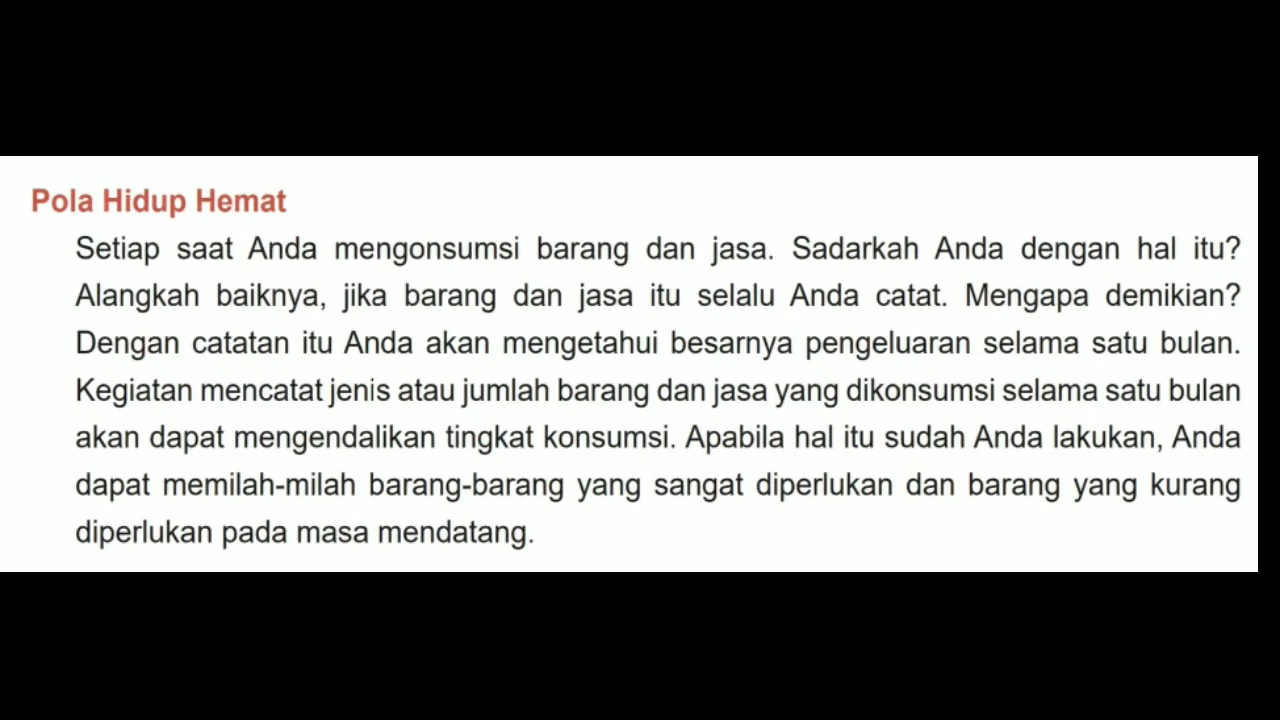 Pola Hidup Hemat
Setiap saat Anda mengonsumsi barang dan jasa. Sadarkah Anda dengan hal itu?
Alangkah baiknya, jika barang dan jasa itu selalu Anda catat. Mengapa demikian?
Dengan catatan itu Anda akan mengetahui besarnya pengeluaran selama satu bulan.
Kegiatan mencatat jenis atau jumlah barang dan jasa yang dikonsumsi selama satu bulan
akan dapat mengendalikan tingkat konsumsi. Apabila hal itu sudah Anda lakukan, Anda
dapat memilah-milah barang-barang yang sangat diperlukan dan barang yang kurang
diperlukan pada masa mendatang.